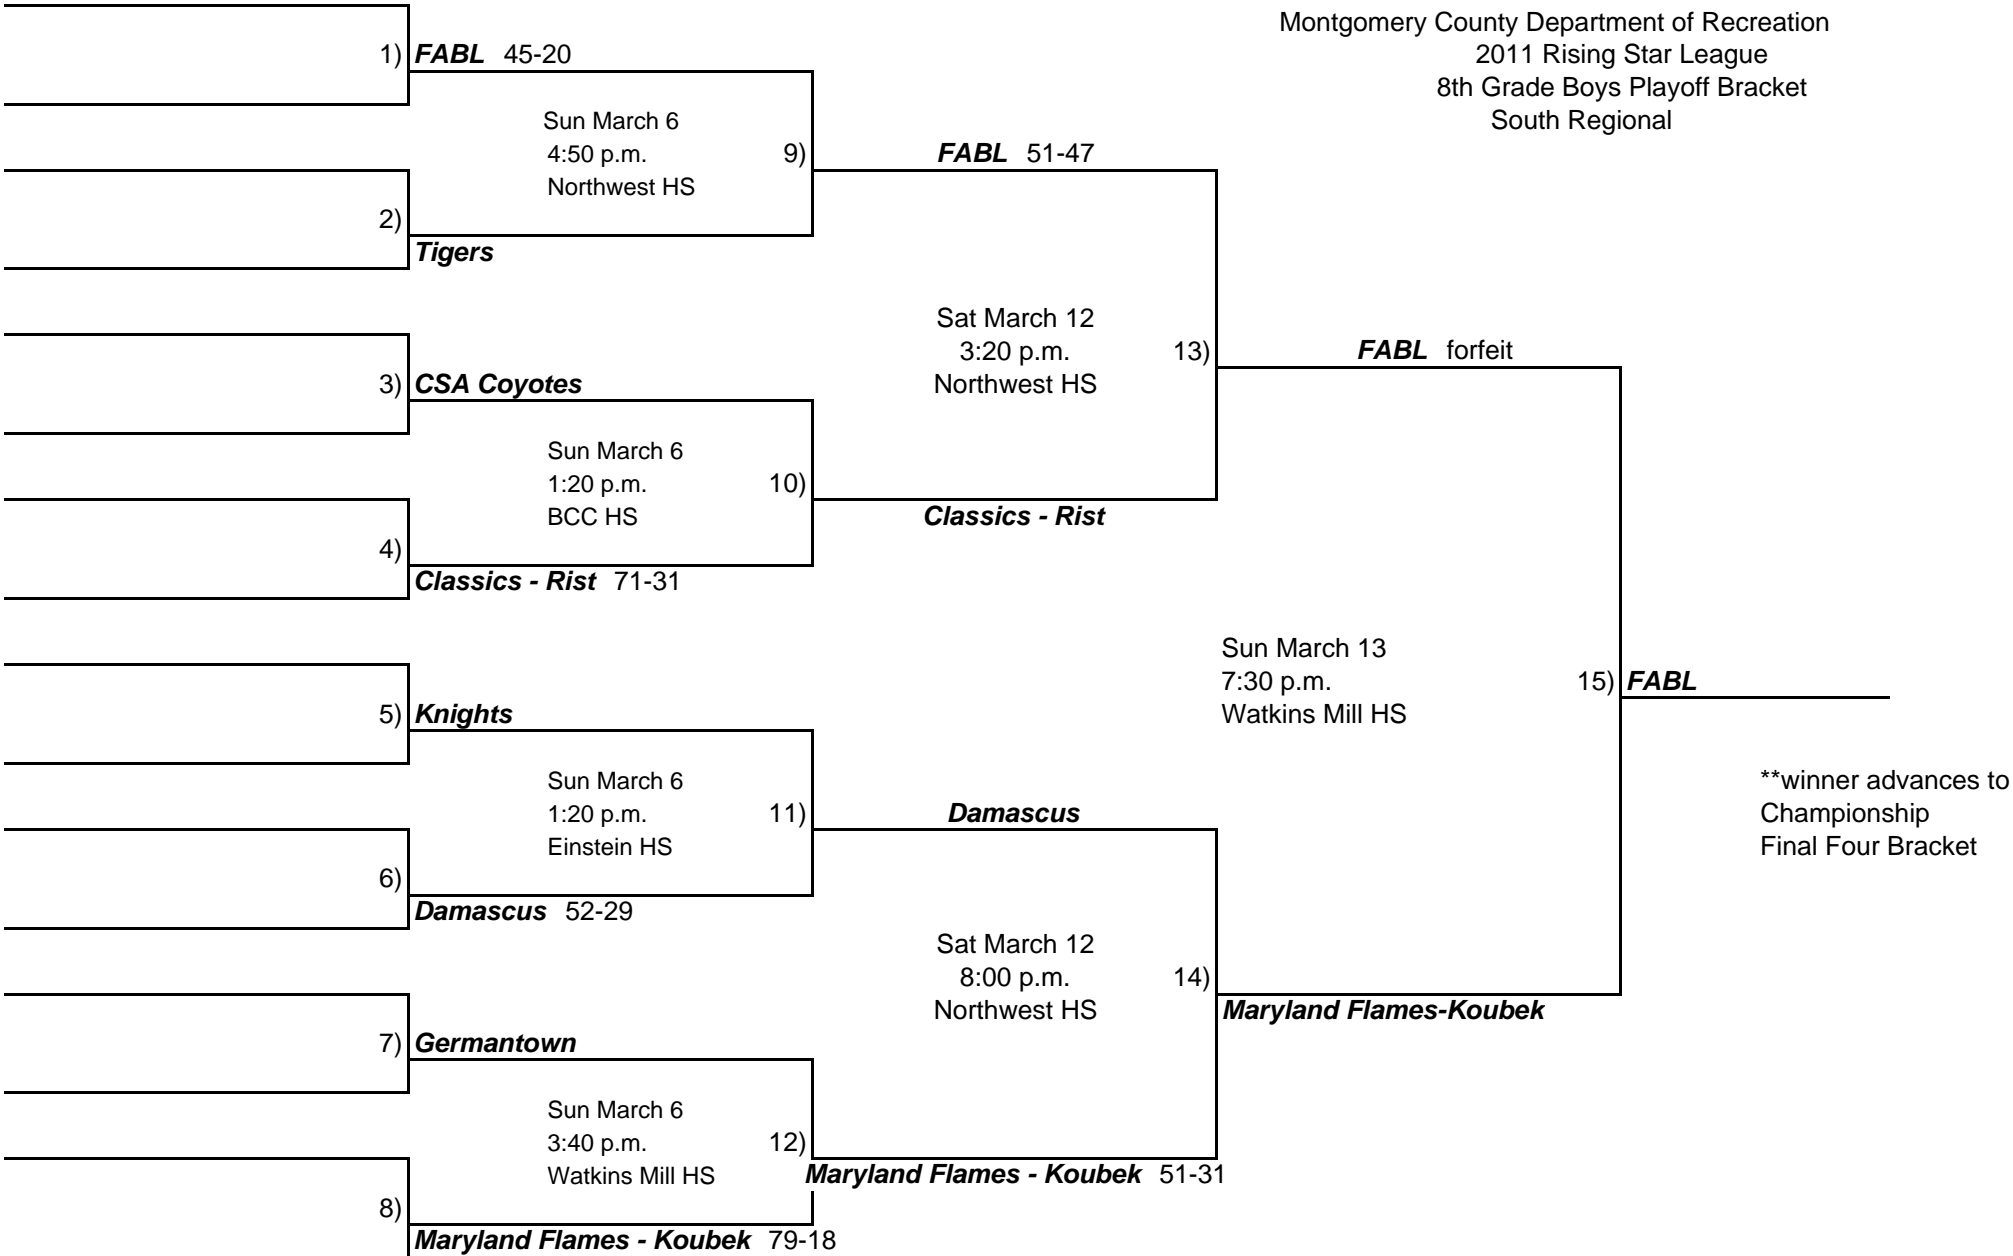 Montgomery County Department of Recreation
2011 Rising Star League
8th Grade Boys Playoff Bracket
South Regional
1) FABL 45-20
Sun March 6
4:50 p.m.
Northwest HS
9)
FABL 51-47
2)
Tigers
Sat March 12
3:20 p.m.
Northwest HS
13)
FABL forfeit
3) CSA Coyotes
Sun March 6
1:20 p.m.
BCC HS
10)
Classics - Rist
4)
Classics - Rist 71-31
Sun March 13
7:30 p.m.
Watkins Mill HS
15) FABL
**winner advances to
Championship
Final Four Bracket
5) Knights
Sun March 6
1:20 p.m.
Einstein HS
11)
Damascus
6)
Damascus 52-29
Sat March 12
8:00 p.m.
Northwest HS
14)
Maryland Flames-Koubek
7) Germantown
Sun March 6
3:40 p.m.
Watkins Mill HS
12)
Maryland Flames - Koubek 51-31
8)
Maryland Flames - Koubek 79-18